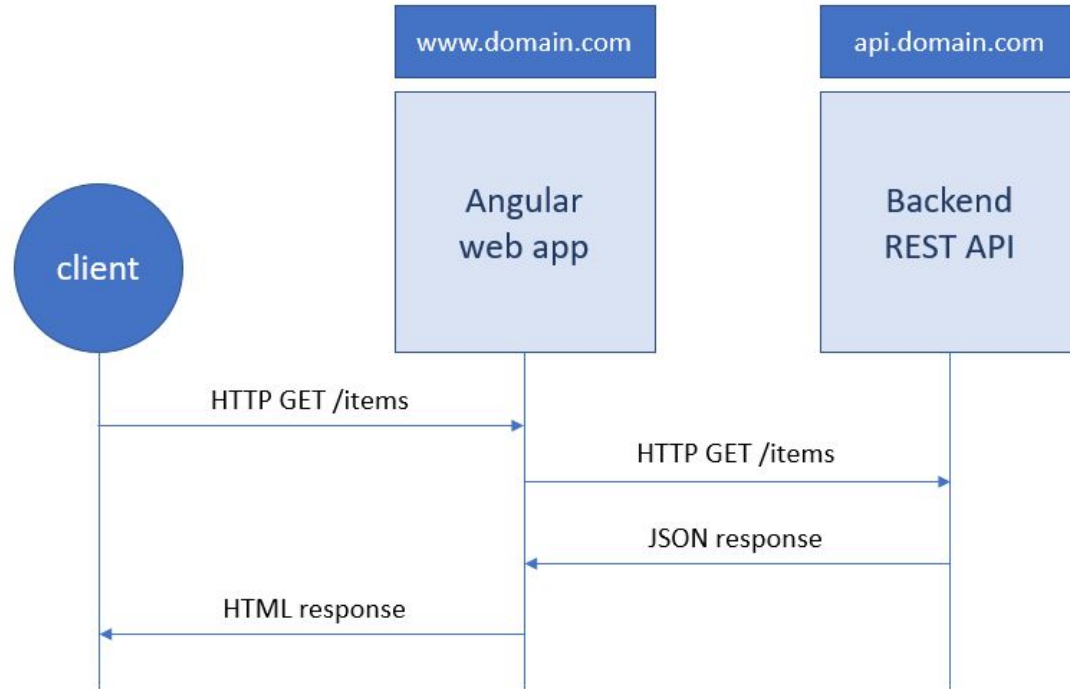 www.domain.com
api.domain.com
Angular
web app
Backend
REST API
client
HTTP GET /items
HTTP GET /items
JSON response
HTML response